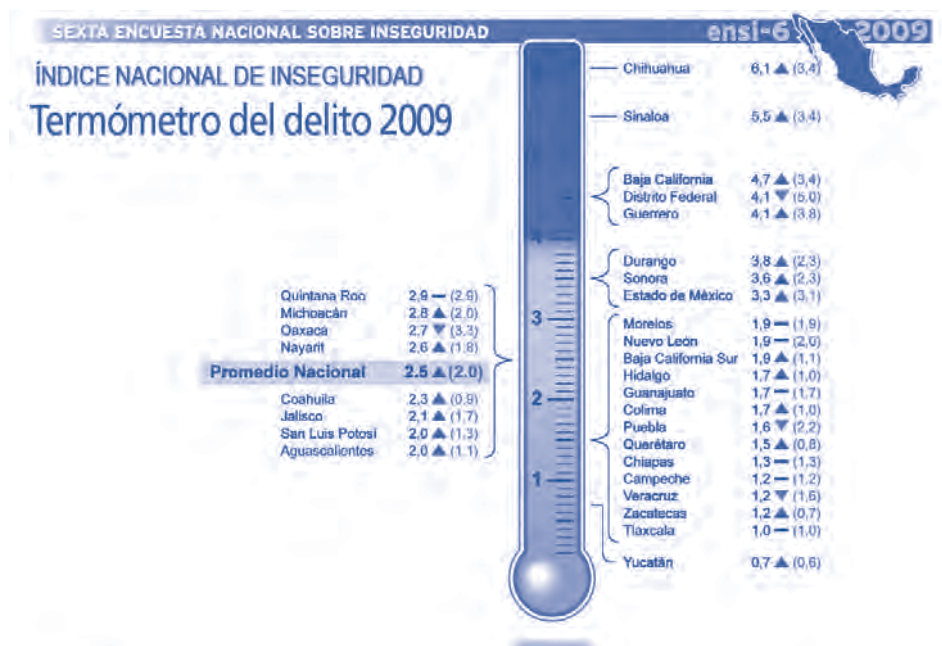 SEXTA ENCUESTA NACIONAL SOBRE INSEGURIDAD
ensi-6 2009
ÍNDICE NACIONAL DE INSEGURIDAD
Termómetro del delito 2009
Chihuahua 6,1 ▲ (3,4)
Sinaloa 5,5 ▲ (3,4)
Baja California 4,7 ▲ (3,4)
Distrito Federal 4,1 ▼ (5,0)
Guerrero 4,1 ▲ (3,8)
Durango 3,8 ▲ (2,3)
Sonora 3,6 ▲ (2,3)
Estado de México 3,3 ▲ (3,1)
Quintana Roo 2,9 — (2,9)
Michoacán 2,8 ▲ (2,0)
Oaxaca 2,7 ▼ (3,3)
Nayarit 2,6 ▲ (1,8)
Promedio Nacional 2.5 ▲ (2.0)
Coahuila 2,3 ▲ (0,9)
Jalisco 2,1 ▲ (1,7)
San Luis Potosí 2,0 ▲ (1,3)
Aguascalientes 2,0 ▲ (1,1)
4
3
2
1
Morelos 1,9 — (1,9)
Nuevo León 1,9 — (2,0)
Baja California Sur 1,9 ▲ (1,1)
Hidalgo 1,7 ▲ (1,0)
Guanajuato 1,7 — (1,7)
Colima 1,7 ▲ (1,0)
Puebla 1,6 ▼ (2,2)
Querétaro 1,5 ▲ (0,8)
Chiapas 1,3 — (1,3)
Campeche 1,2 — (1,2)
Veracruz 1,2 ▼ (1,6)
Zacatecas 1,2 ▲ (0,7)
Tlaxcala 1,0 — (1,0)
Yucatán 0,7 ▲ (0,6)